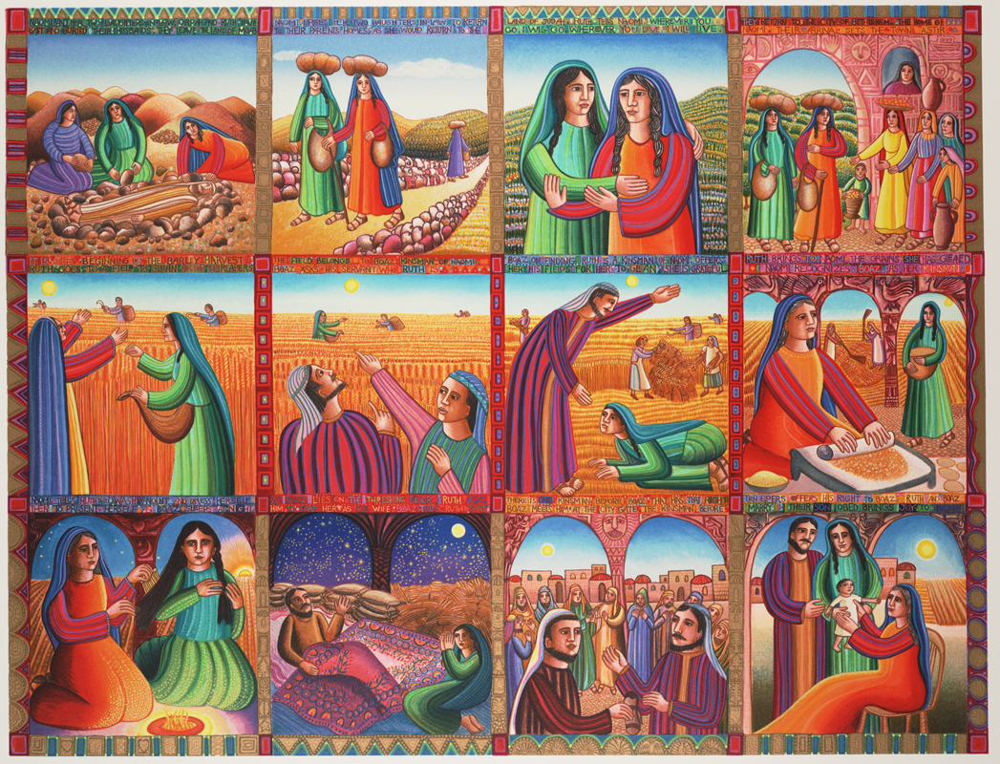 NAOMI, HER TWO DAUGHTERS-IN-LAW, ORPAH AND RUTH, HAVE
LOST AND BURIED THEIR HUSBANDS. THEY LEAVE THE LAND OF MOAB
NAOMI URGES HER TWO DAUGHTERS-IN-LAW TO RETURN
TO THEIR PARENTS HOMES, AS SHE WOULD RETURN TO THE
LAND OF JUDAH. RUTH TELLS NAOMI: WHEREVER YOU
GO, I WILL GO. WHEREVER YOU LIVE, I WILL LIVE.
THEY RETURN TO THE CITY OF BETHLEHEM. THE HOME OF
NAOMI. THEIR ARRIVAL SETS THE TOWN ASTIR.
IT IS THE BEGINNING OF THE BARLEY HARVEST &
RUTH GOES TO A FIELD TO GLEAN BEHIND THE REAPERS
THE FIELD BELONGS TO BOAZ, KINSMAN OF NAOMI
BOAZ ASKS HIS SERVANT WHO RUTH IS
BOAZ ON FINDING RUTH IS A KINSMAN OF NAOMI OFFERS
HER HIS FIELDS FOR HER TO GLEAN SHE IS GRATEFUL
RUTH BRINGS TO NAOMI THE GRAINS SHE HAS GLEANED
NAOMI RECOGNIZES BOAZ AS HER KINSMAN
NAOMI TELLS RUTH TO WASH, ANOINT AND DRESS HERSELF
THEN TO PRESENT HERSELF TO BOAZ AT NIGHT
AS BOAZ LIES ON THE THRESHING FLOOR RUTH
HIM TO TAKE HER AS HIS WIFE. BOAZ TELLS RUTH
THERE IS ONE KINSMAN BEFORE BOAZ THAT HAS THAT RIGHT
BOAZ MEETS HIM AT THE CITY GATE. THE KINSMAN BEFORE
TEN ELDERS OFFERS HIS RIGHT TO BOAZ. RUTH AND BOAZ
MARRY & THEIR SON OBED BRINGS JOY TO